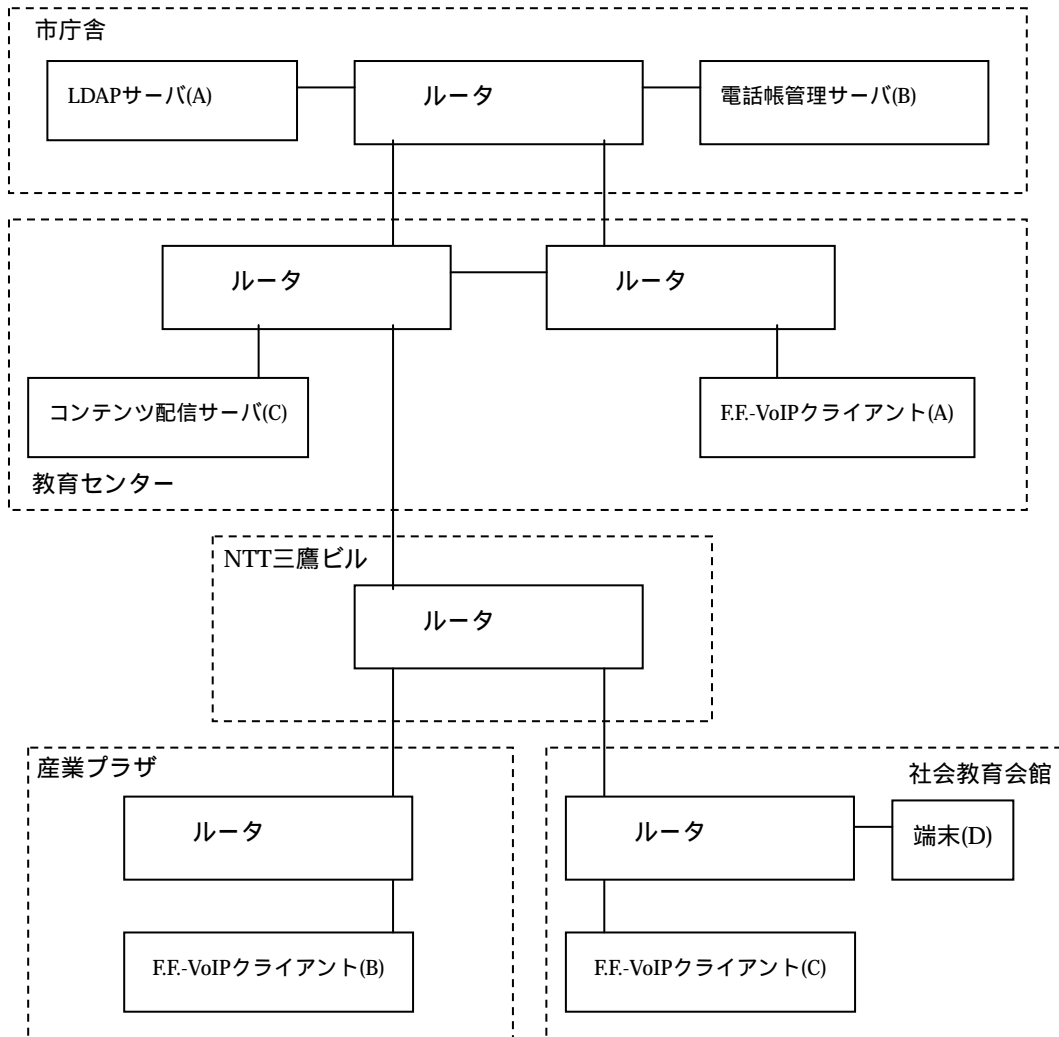 市庁舎
LDAPサーバ(A)
ルータ
電話帳管理サーバ(B)
ルータ
ルータ
コンテンツ配信サーバ(C)
F.F.-VoIPクライアント(A)
教育センター
NTT三鷹ビル
ルータ
産業プラザ
社会教育会館
ルータ
ルータ
端末(D)
F.F.-VoIPクライアント(B)
F.F.-VoIPクライアント(C)